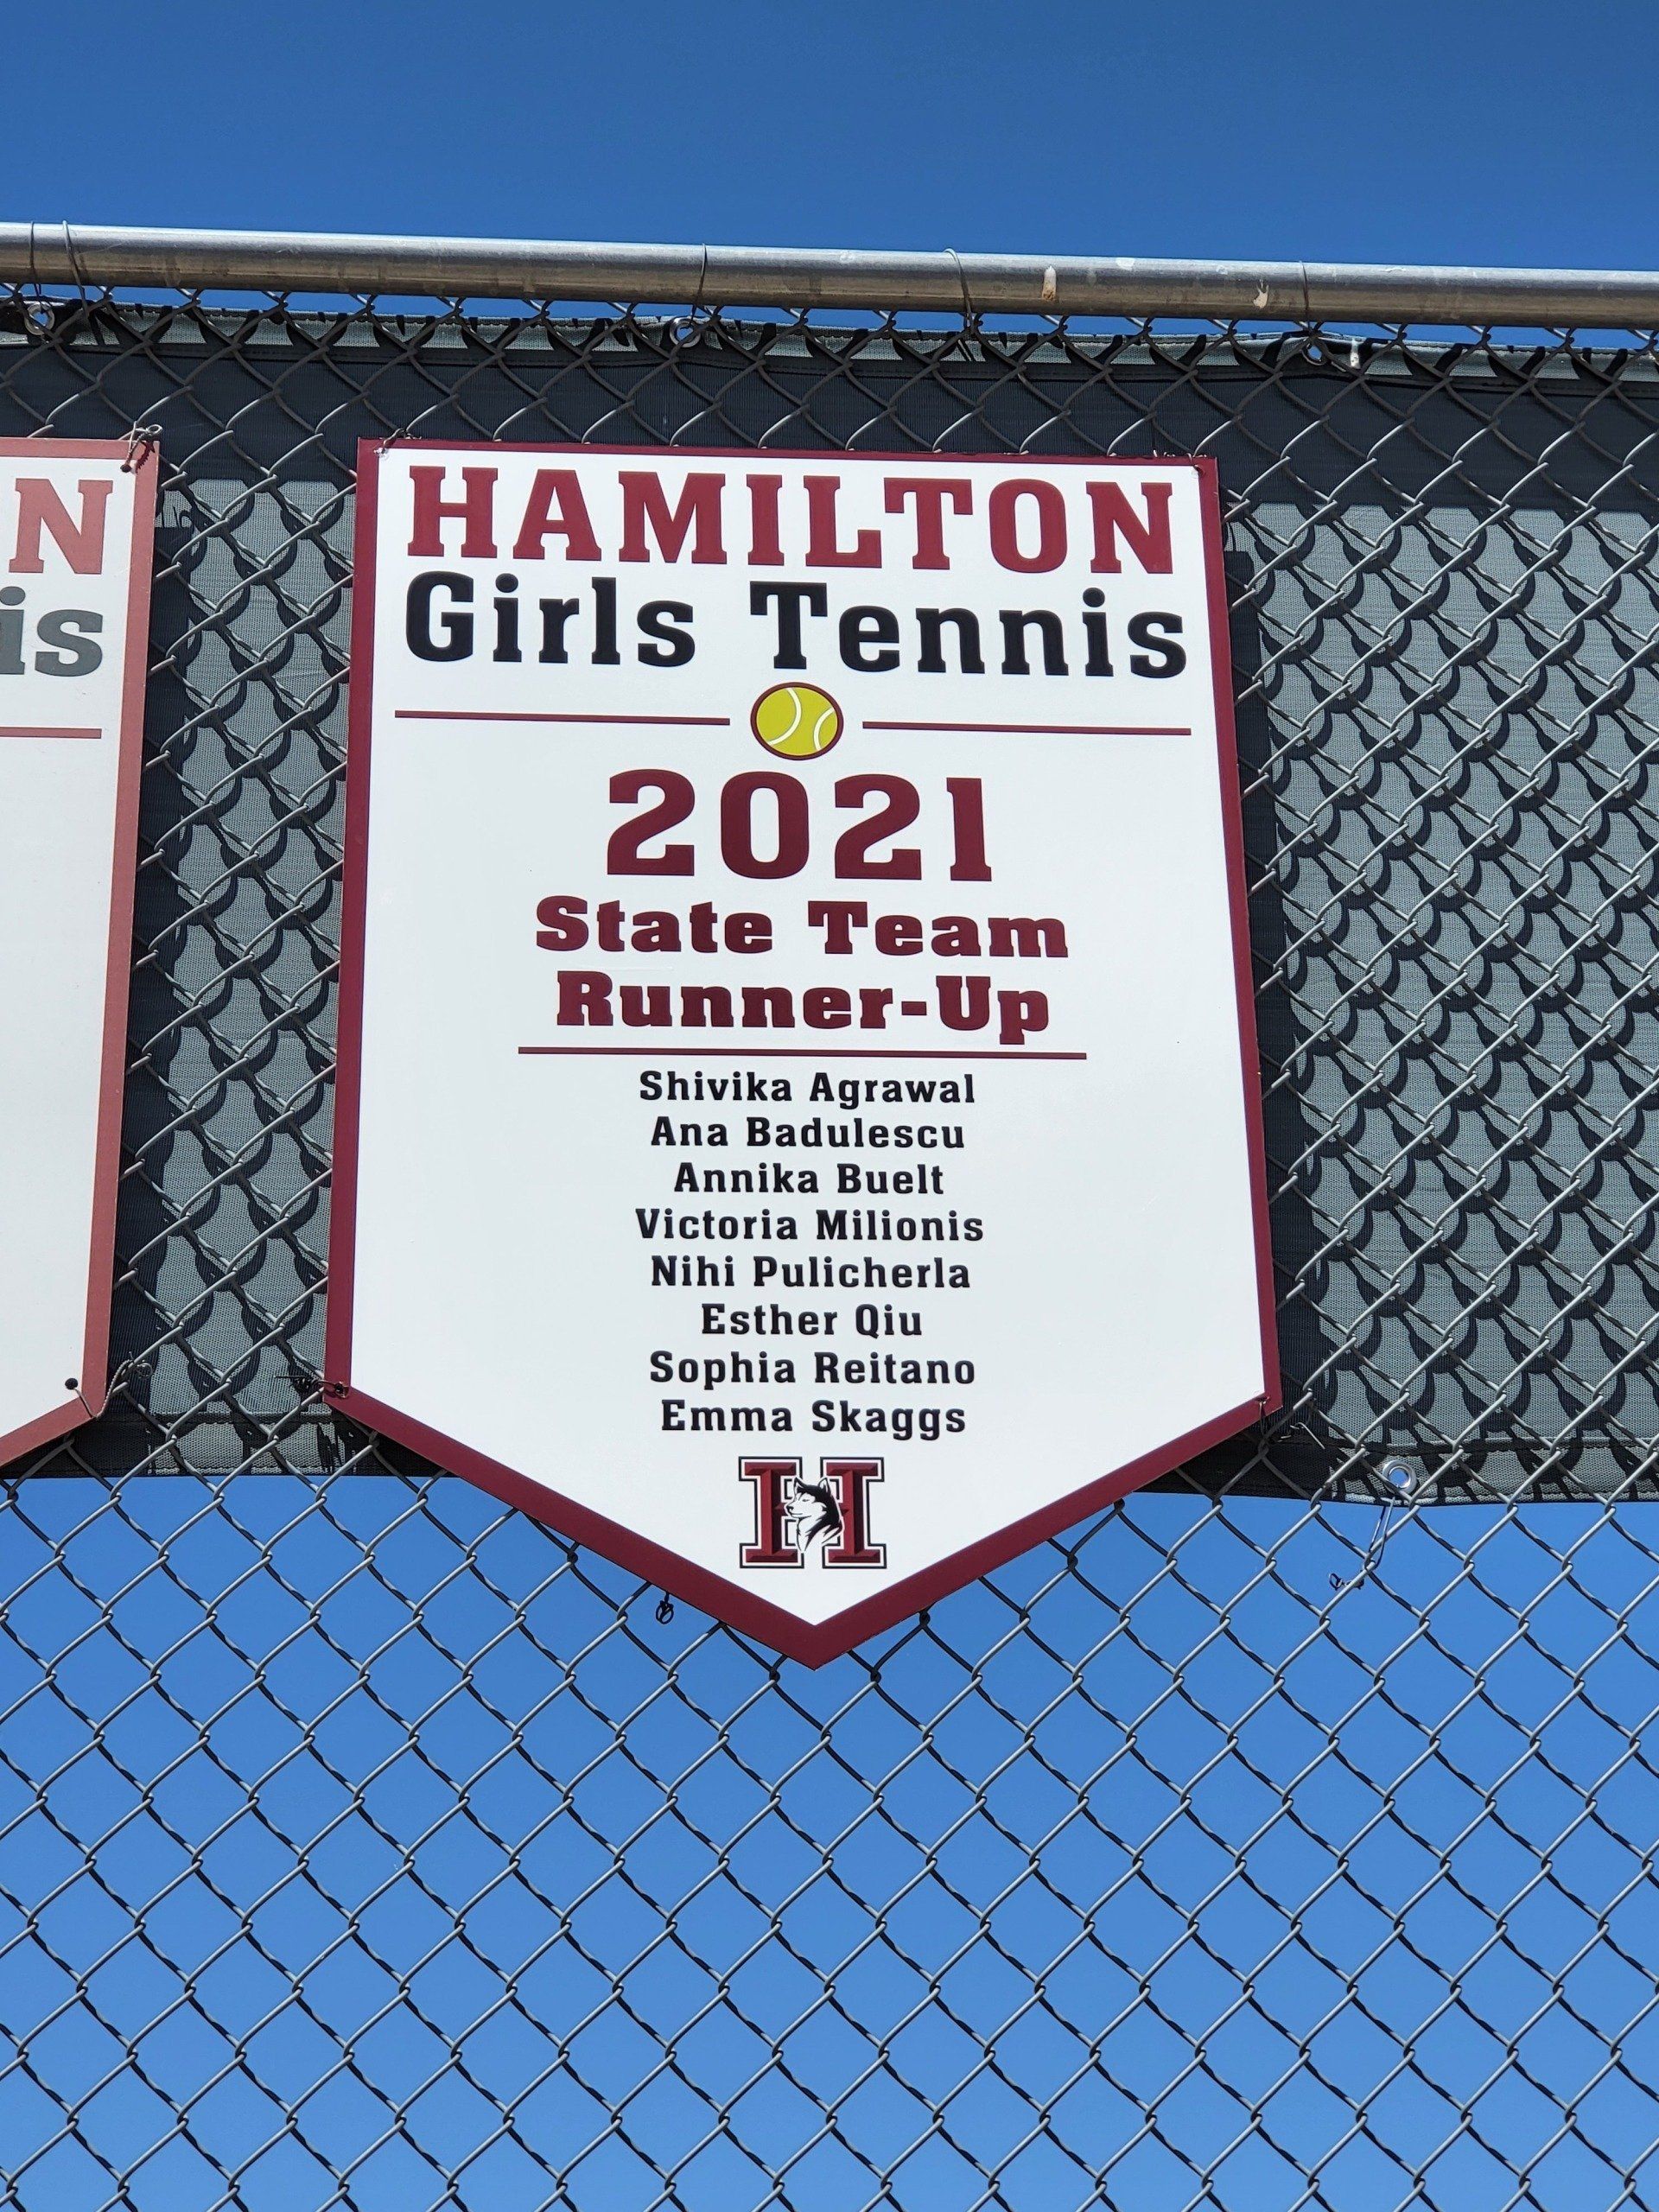 N
is
HAMILTON
Girls Tennis
2021
State Team
Runner-Up
Shivika Agrawal
Ana Badulescu
Annika Buelt
Victoria Milionis
Nihi Pulicherla
Esther Qiu
Sophia Reitano
Emma Skaggs
H